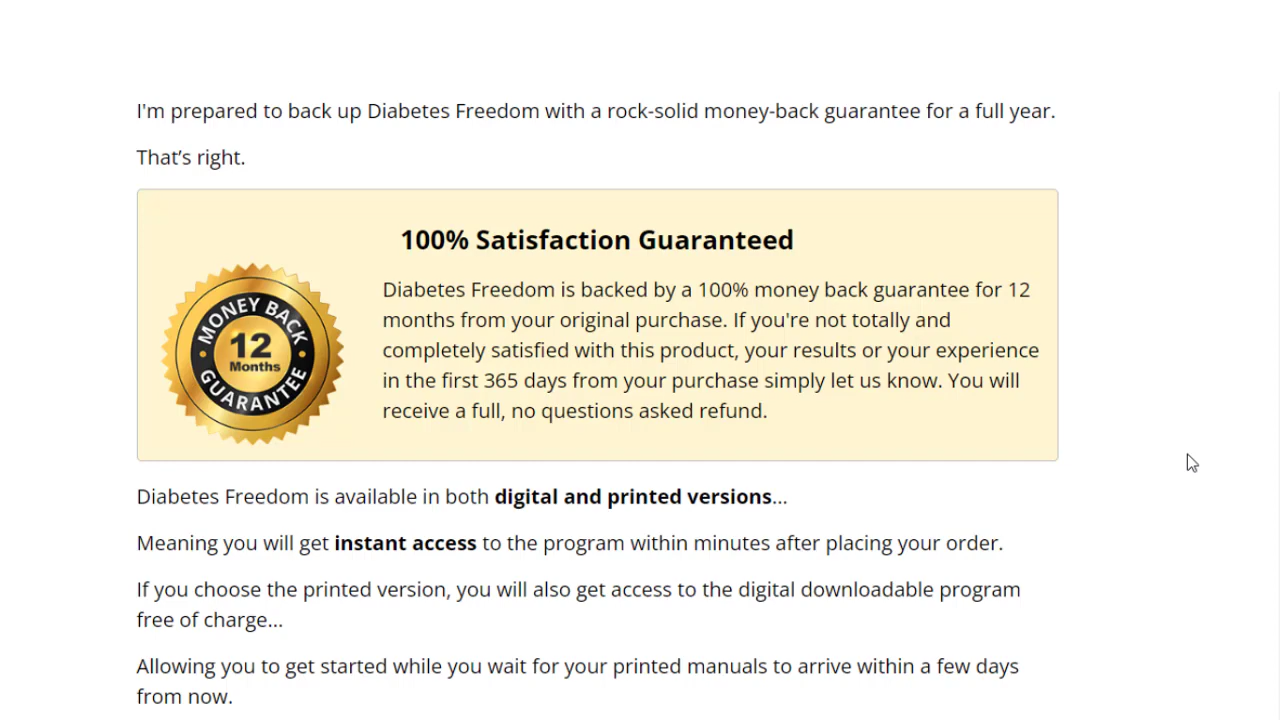 I'm prepared to back up Diabetes Freedom with a rock-solid money-back guarantee for a full year.
That’s right.
100% Satisfaction Guaranteed
Diabetes Freedom is backed by a 100% money back guarantee for 12
months from your original purchase. If you're not totally and
completely satisfied with this product, your results or your experience
in the first 365 days from your purchase simply let us know. You will
receive a full, no questions asked refund.
MONEY BACK
12
Months
GUARANTEE
Diabetes Freedom is available in both digital and printed versions...
Meaning you will get instant access to the program within minutes after placing your order.
If you choose the printed version, you will also get access to the digital downloadable program
free of charge...
Allowing you to get started while you wait for your printed manuals to arrive within a few days
from now.